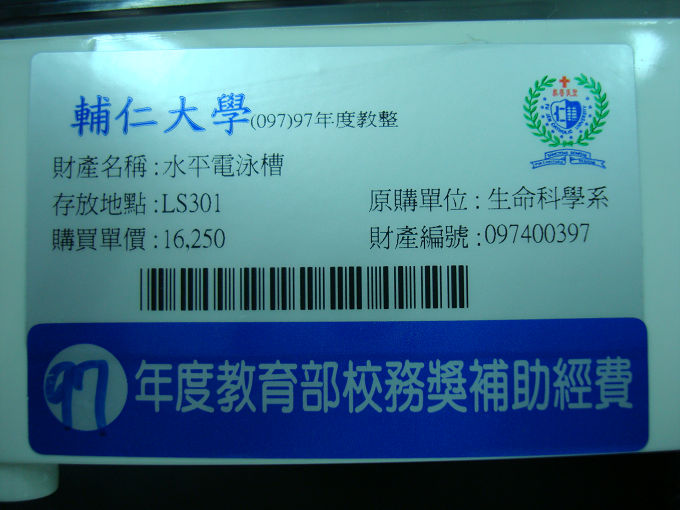 輔仁大學(097)97年度教整
財產名稱:水平電泳槽
存放地點:LS301 原購單位:生命科學系
購買單價:16,250 財產編號:097400397
97年度教育部校務獎補助經費